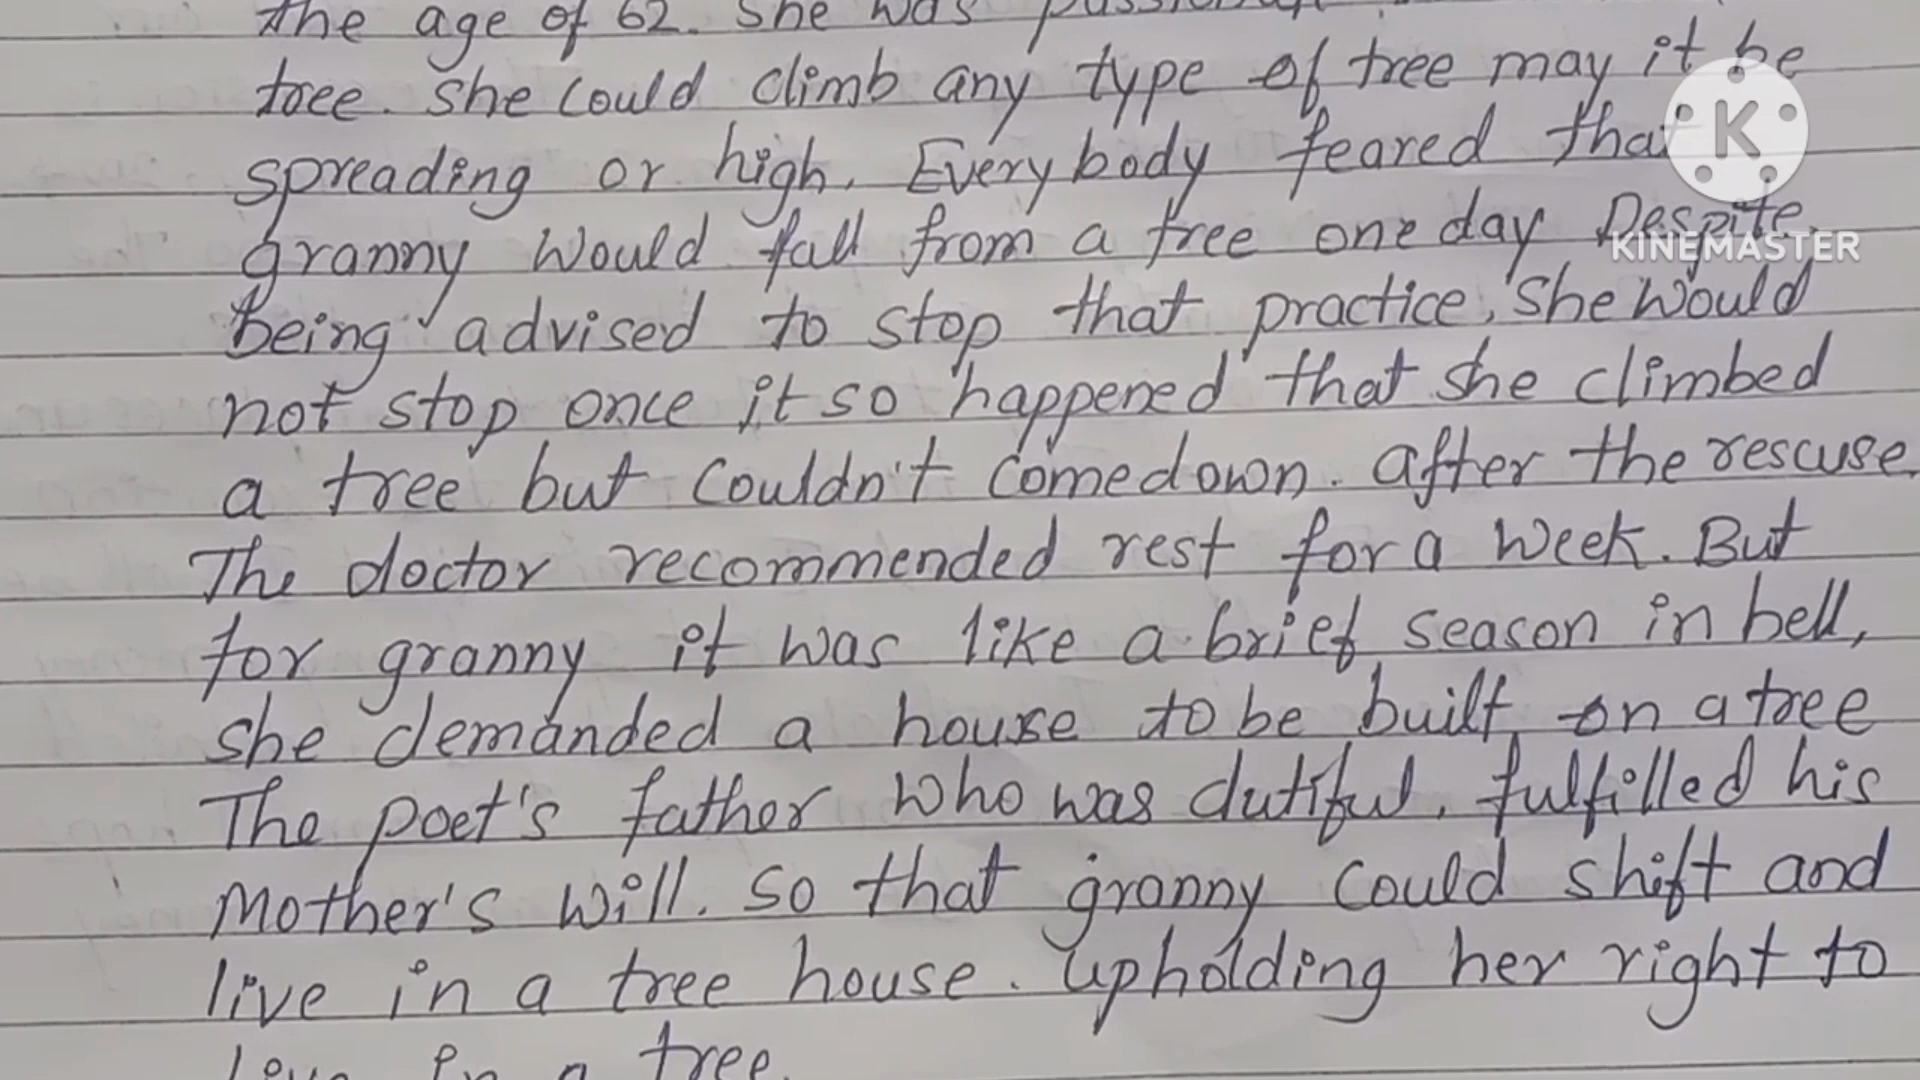 the age of 62. She was
tree. She could climb any type of tree may it be
spreading or high. Everybody feared that
granny would fall from a tree one day Despite
being advised to stop that practice, She would
not stop once it so happened that she climbed
a tree but couldn't come down. after the rescuse.
The doctor recommended rest for a week. But
for granny it was like a brief season in hell,
she demanded a house to be built on a tree
The poet's father who was dutiful, fulfilled his
Mother's will. So that granny could shift and
live in a tree house. Upholding her right to
in a tree.
K
KINEMASTER